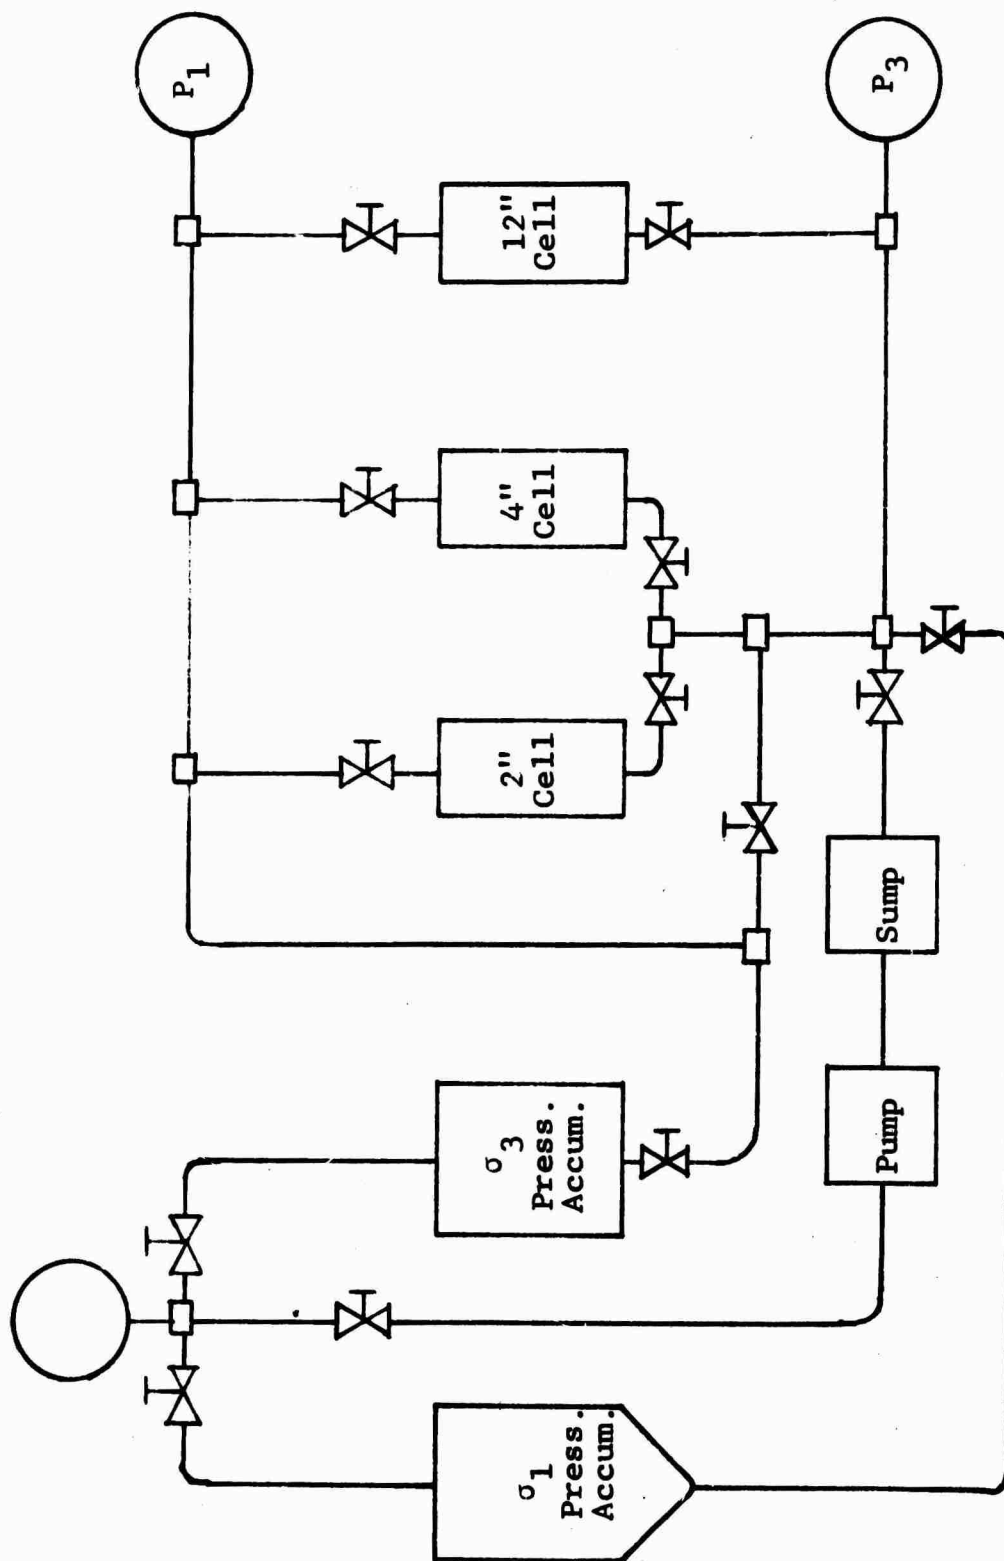 P₁
σ₁
Press.
Accum.
σ₃
Press.
Accum.
2"
Cell
4"
Cell
12"
Cell
Pump
Sump
P₃